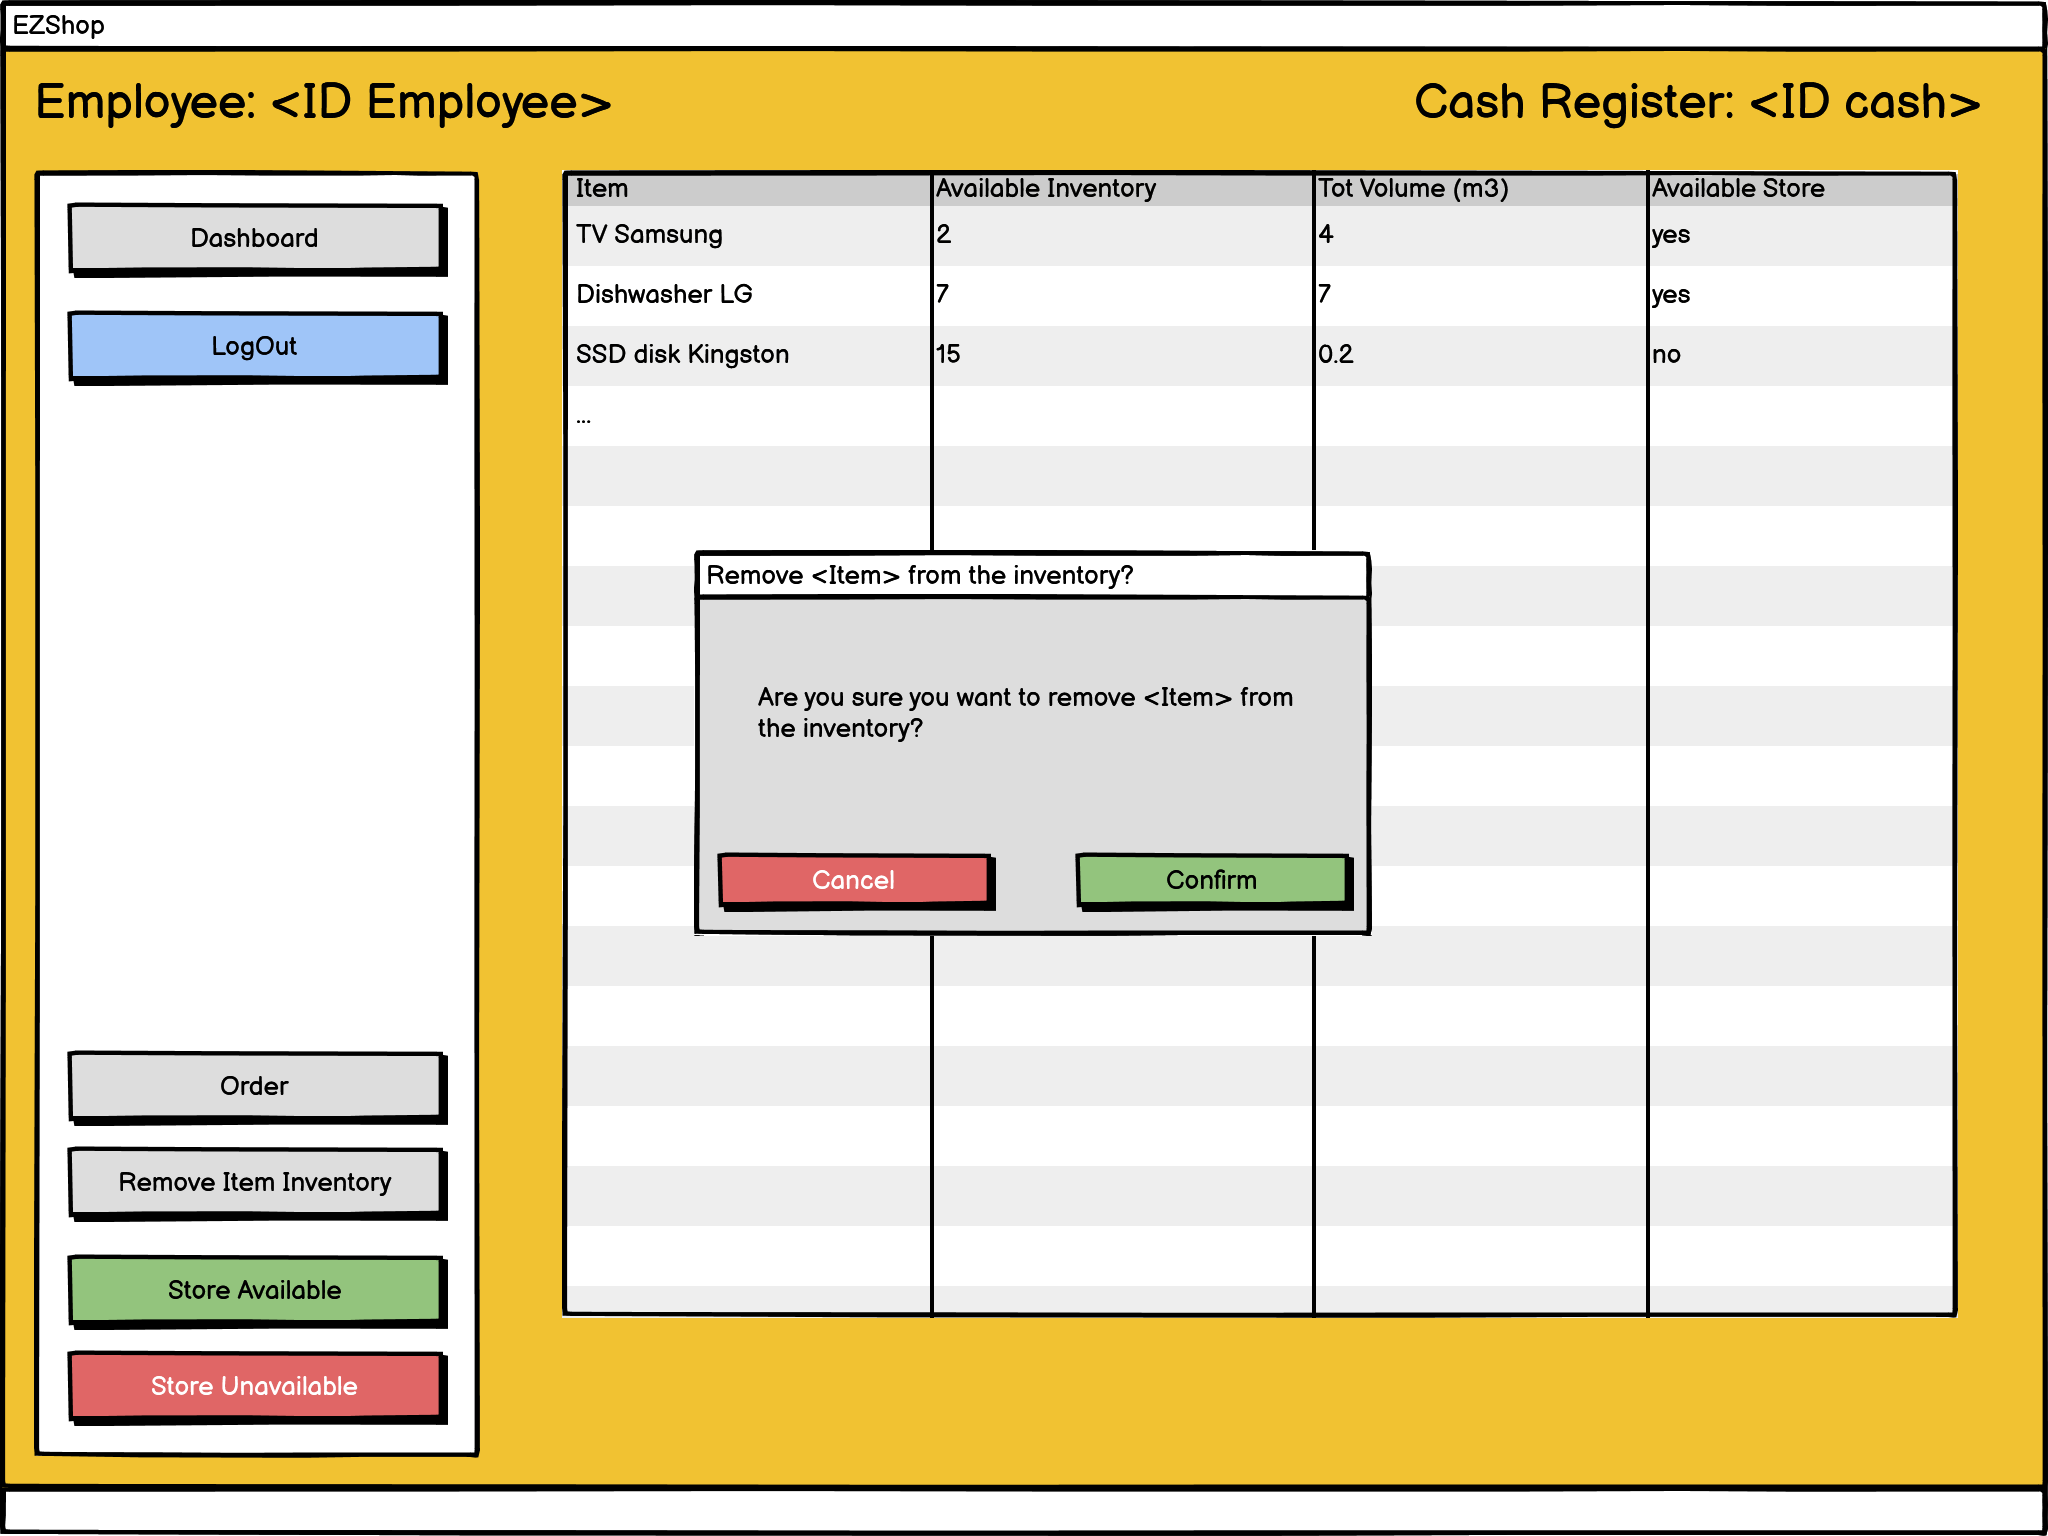 EZShop
Employee: <ID Employee>
Cash Register: <ID cash>
Dashboard
LogOut
Order
Remove Item Inventory
Store Available
Store Unavailable
Item Available Inventory Tot Volume (m3) Available Store
TV Samsung 2 4 yes
Dishwasher LG 7 7 yes
SSD disk Kingston 15 0.2 no
...
Remove <Item> from the inventory?
Are you sure you want to remove <Item> from
the inventory?
Cancel
Confirm